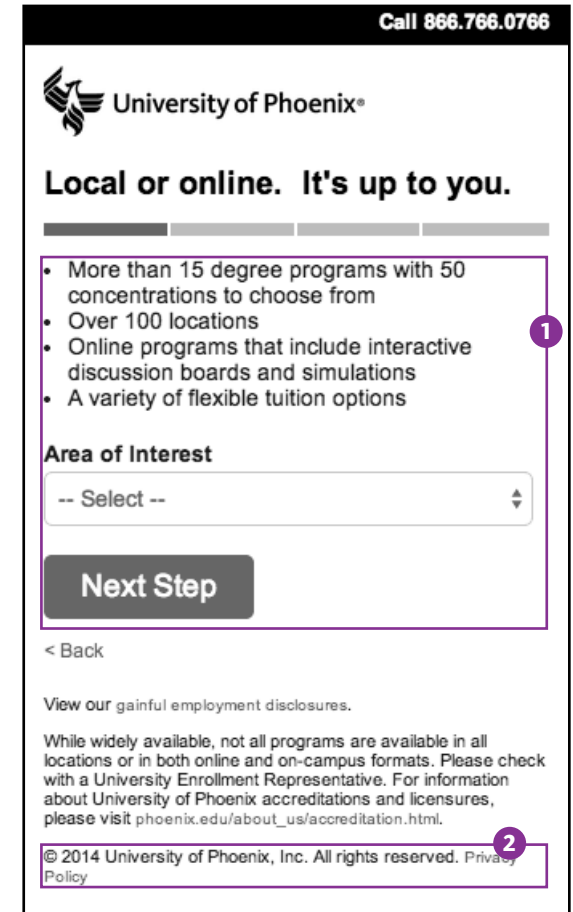 Call 866.766.0766
University of Phoenix®
Local or online.  It's up to you.
• More than 15 degree programs with 50
concentrations to choose from
• Over 100 locations
• Online programs that include interactive
discussion boards and simulations
• A variety of flexible tuition options
1
Area of Interest
-- Select --
Next Step
< Back
View our gainful employment disclosures.
While widely available, not all programs are available in all
locations or in both online and on-campus formats. Please check
with a University Enrollment Representative. For information
about University of Phoenix accreditations and licensures,
please visit phoenix.edu/about_us/accreditation.html.
2
© 2014 University of Phoenix, Inc. All rights reserved. Privacy
Policy